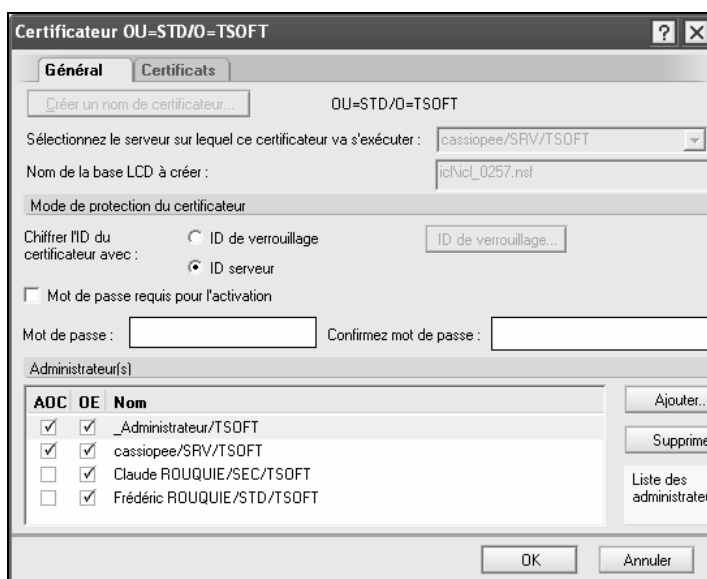 Certificateur OU=STD/O=TSOFT
Général Certificats
Créer un nom de certificateur... OU=STD/O=TSOFT
Sélectionnez le serveur sur lequel ce certificateur va s'exécuter : cassiopee/SRV/TSOFT
Nom de la base LCD à créer : icl\icl_0257.nsf
Mode de protection du certificateur
Chiffrer l'ID du certificateur avec :
ID de verrouillage ID de verrouillage...
ID serveur
Mot de passe requis pour l'activation
Mot de passe : Confirmez mot de passe :
Administrateur(s)
AOC OE Nom
_Administrateur/TSOFT
cassiopee/SRV/TSOFT
Claude ROUQUIE/SEC/TSOFT
Frédéric ROUQUIE/STD/TSOFT
Ajouter..
Supprime
Liste des
administrate
OK Annuler